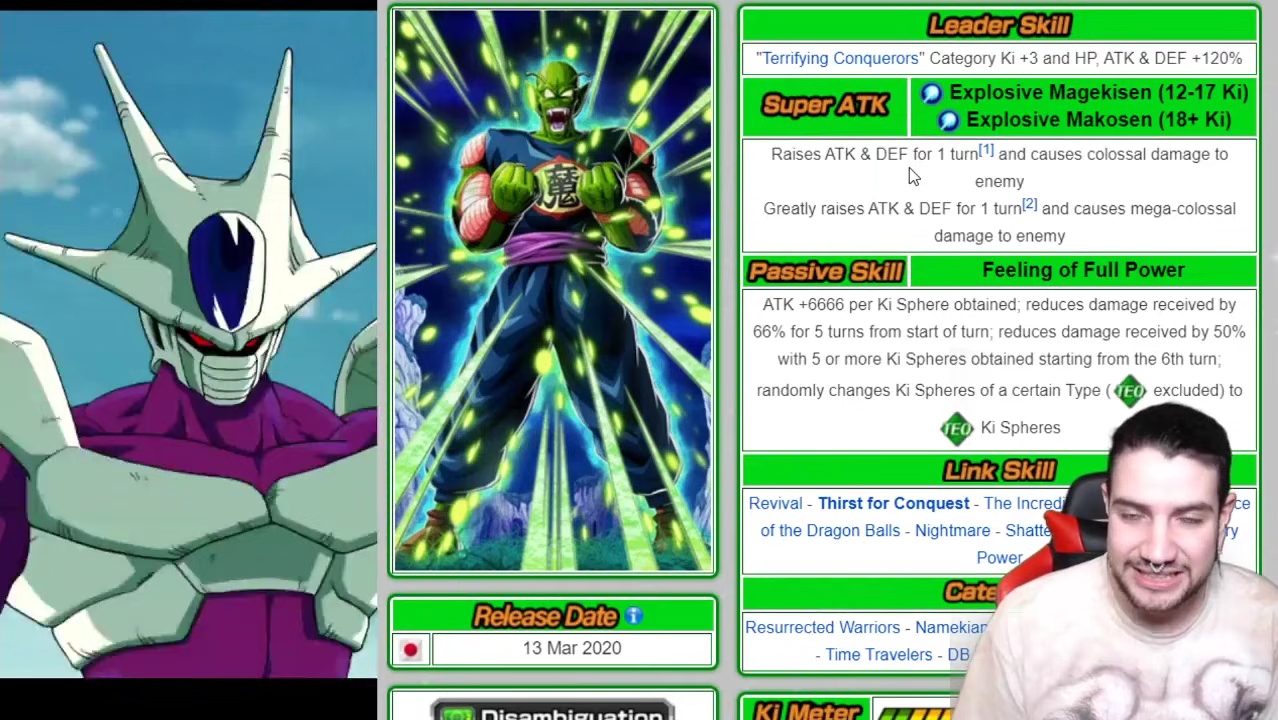 Leader Skill
"Terrifying Conquerors" Category Ki +3 and HP, ATK & DEF +120%
Super ATK
Explosive Magekisen (12-17 Ki)
Explosive Makosen (18+ Ki)
Raises ATK & DEF for 1 turn[1] and causes colossal damage to
enemy
Greatly raises ATK & DEF for 1 turn[2] and causes mega-colossal
damage to enemy
Passive Skill
Feeling of Full Power
ATK +6666 per Ki Sphere obtained; reduces damage received by
66% for 5 turns from start of turn; reduces damage received by 50%
with 5 or more Ki Spheres obtained starting from the 6th turn;
randomly changes Ki Spheres of a certain Type (TEQ excluded) to
TEQ Ki Spheres
Link Skill
Revival - Thirst for Conquest - The
of the Dragon Balls - Nightmare -
Power
魔
Release Date
13 Mar 2020
Resurrected Warriors -
- Time Travelers - DB
Disambiguation
Ki Meter